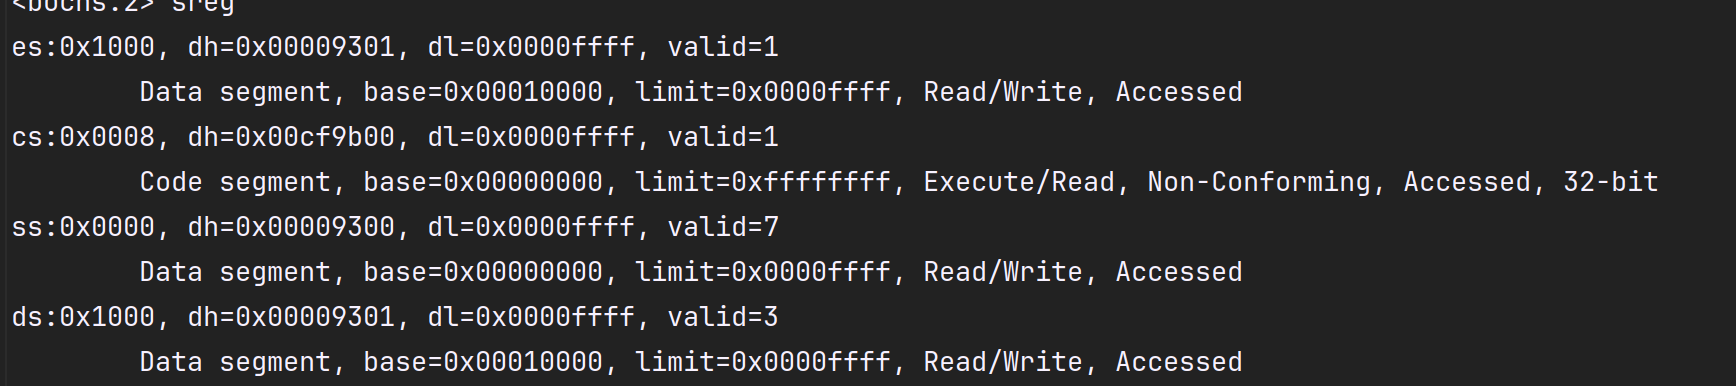 <bochs:2> sreg
es:0x1000, dh=0x00009301, dl=0x0000ffff, valid=1
Data segment, base=0x00010000, limit=0x0000ffff, Read/Write, Accessed
cs:0x0008, dh=0x00cf9b00, dl=0x0000ffff, valid=1
Code segment, base=0x00000000, limit=0xffffffff, Execute/Read, Non-Conforming, Accessed, 32-bit
ss:0x0000, dh=0x00009300, dl=0x0000ffff, valid=7
Data segment, base=0x00000000, limit=0x0000ffff, Read/Write, Accessed
ds:0x1000, dh=0x00009301, dl=0x0000ffff, valid=3
Data segment, base=0x00010000, limit=0x0000ffff, Read/Write, Accessed